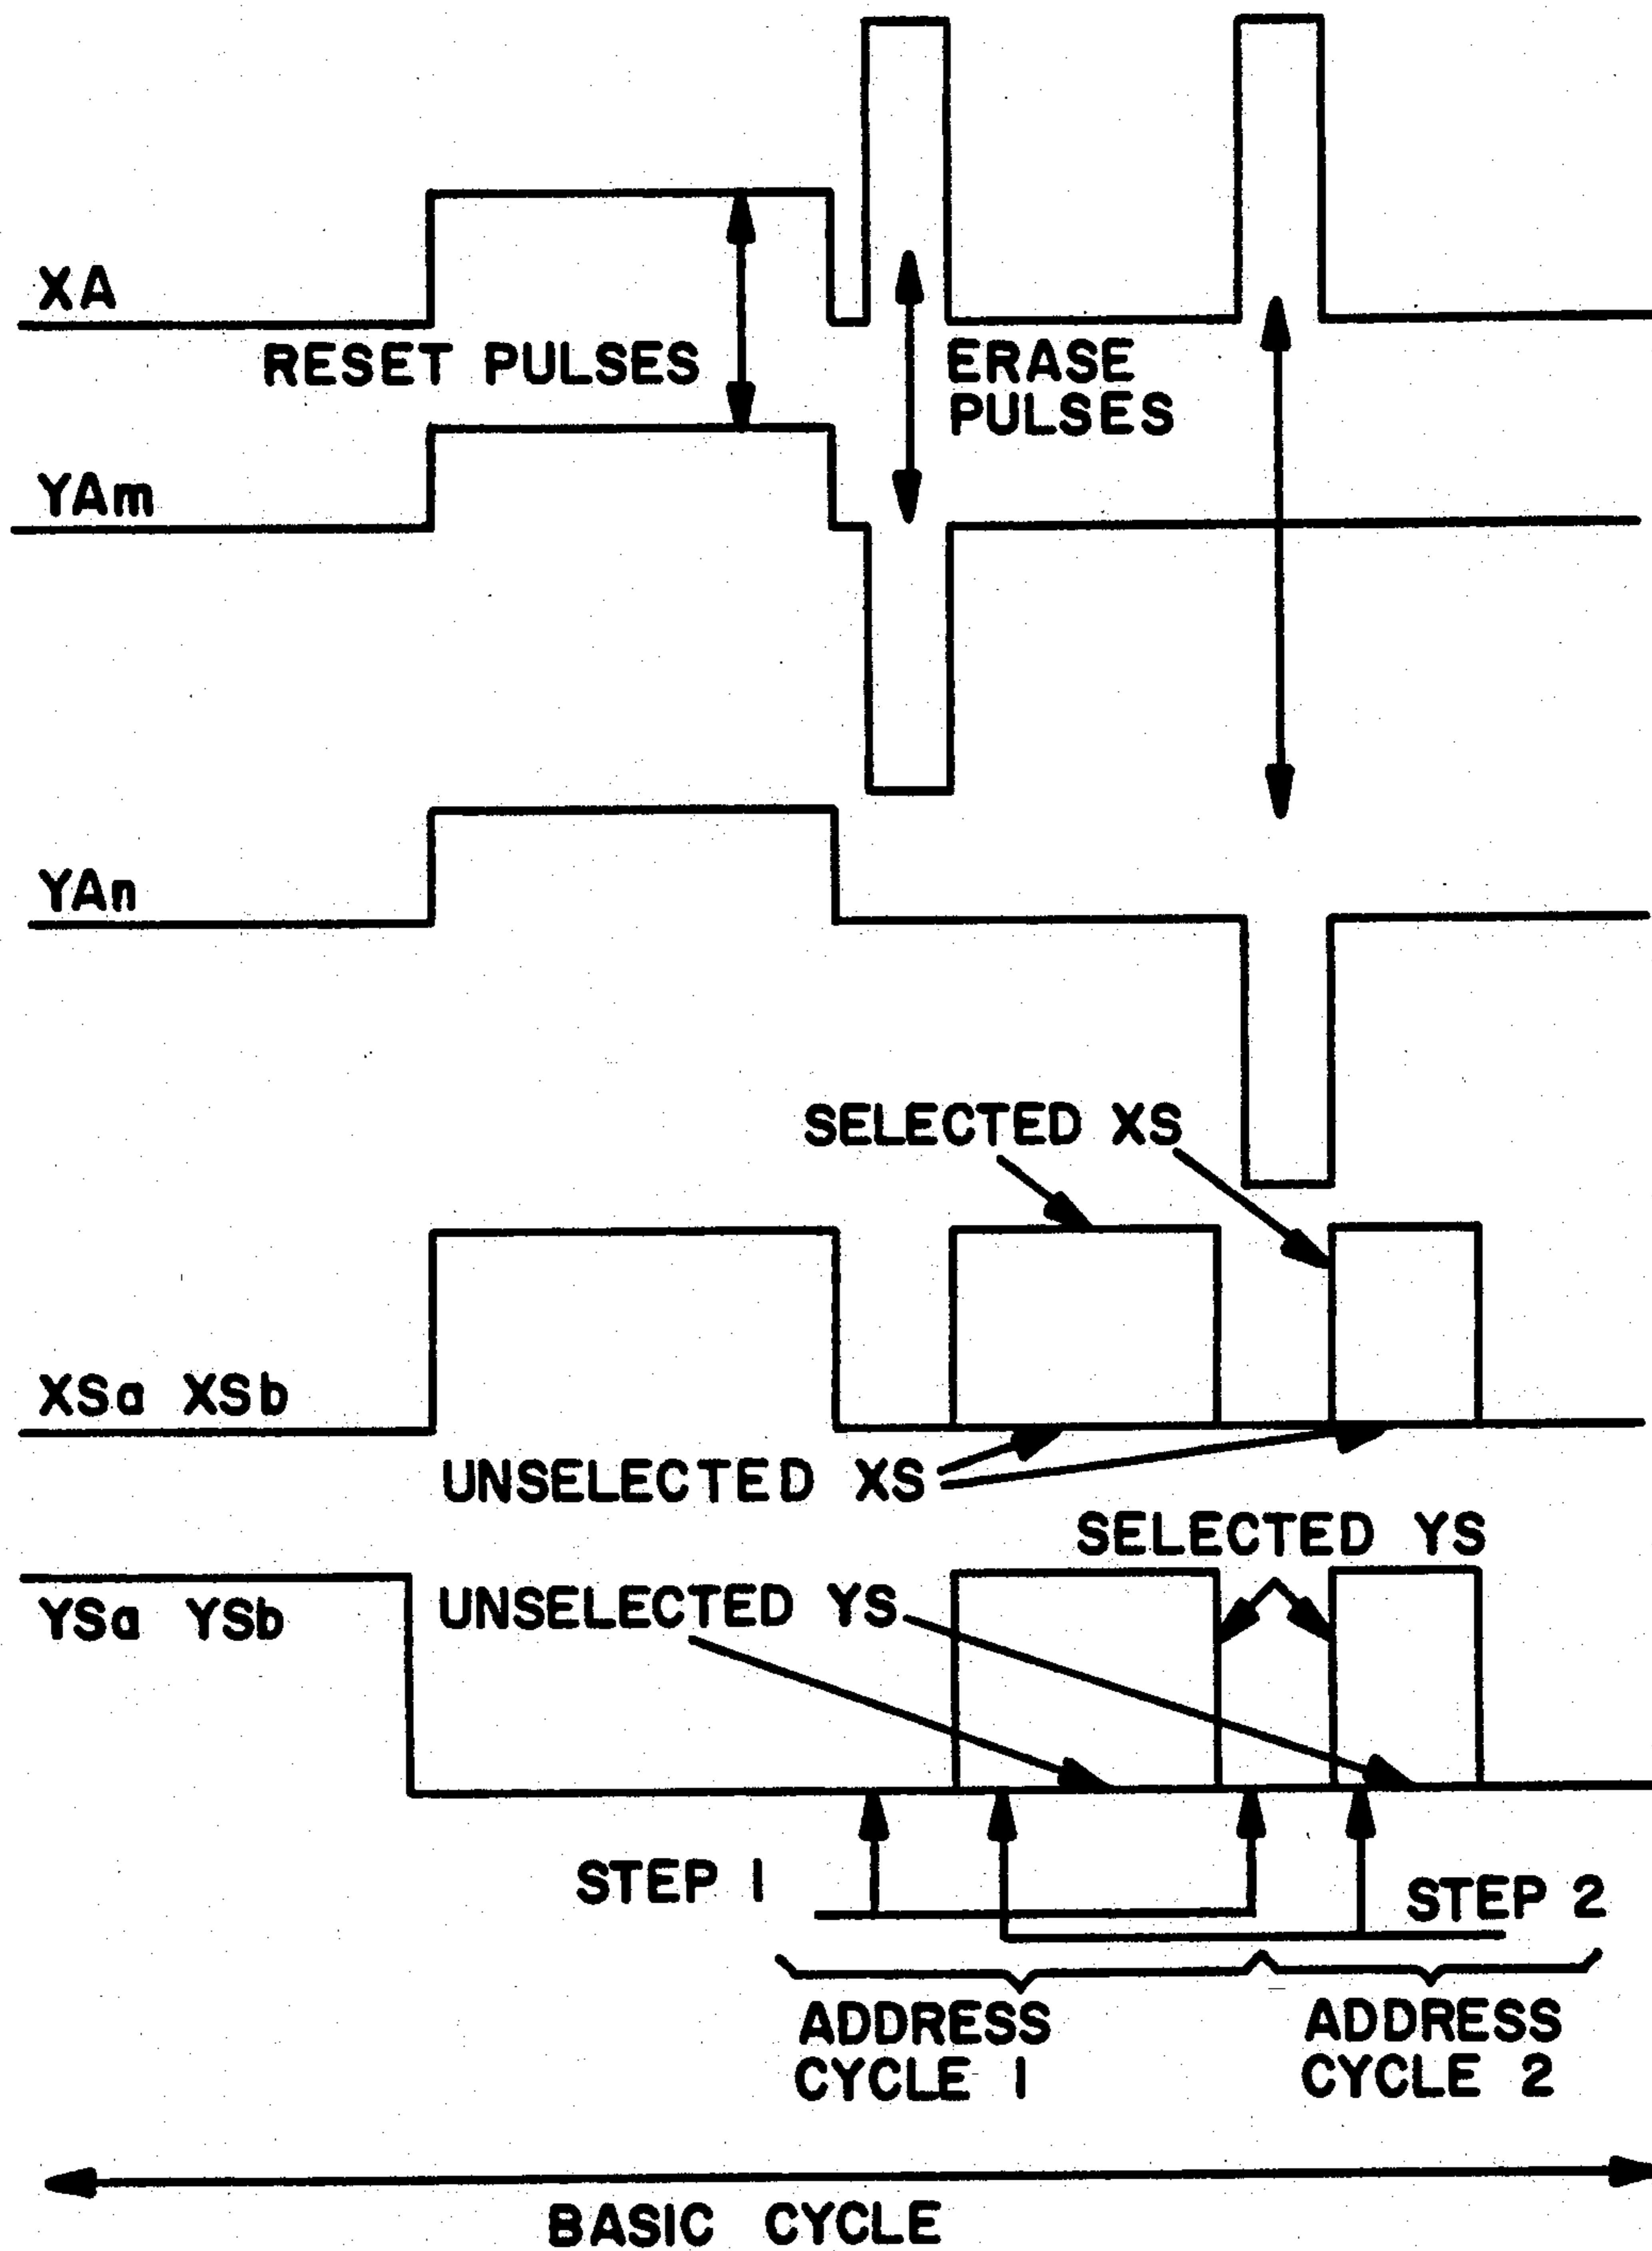 XA
RESET PULSES
ERASE
PULSES
YAm
YAn
SELECTED XS
XSa XSb
UNSELECTED XS
SELECTED YS
YSa YSb
UNSELECTED YS
STEP 1
STEP 2
ADDRESS
CYCLE 1
ADDRESS
CYCLE 2
BASIC CYCLE